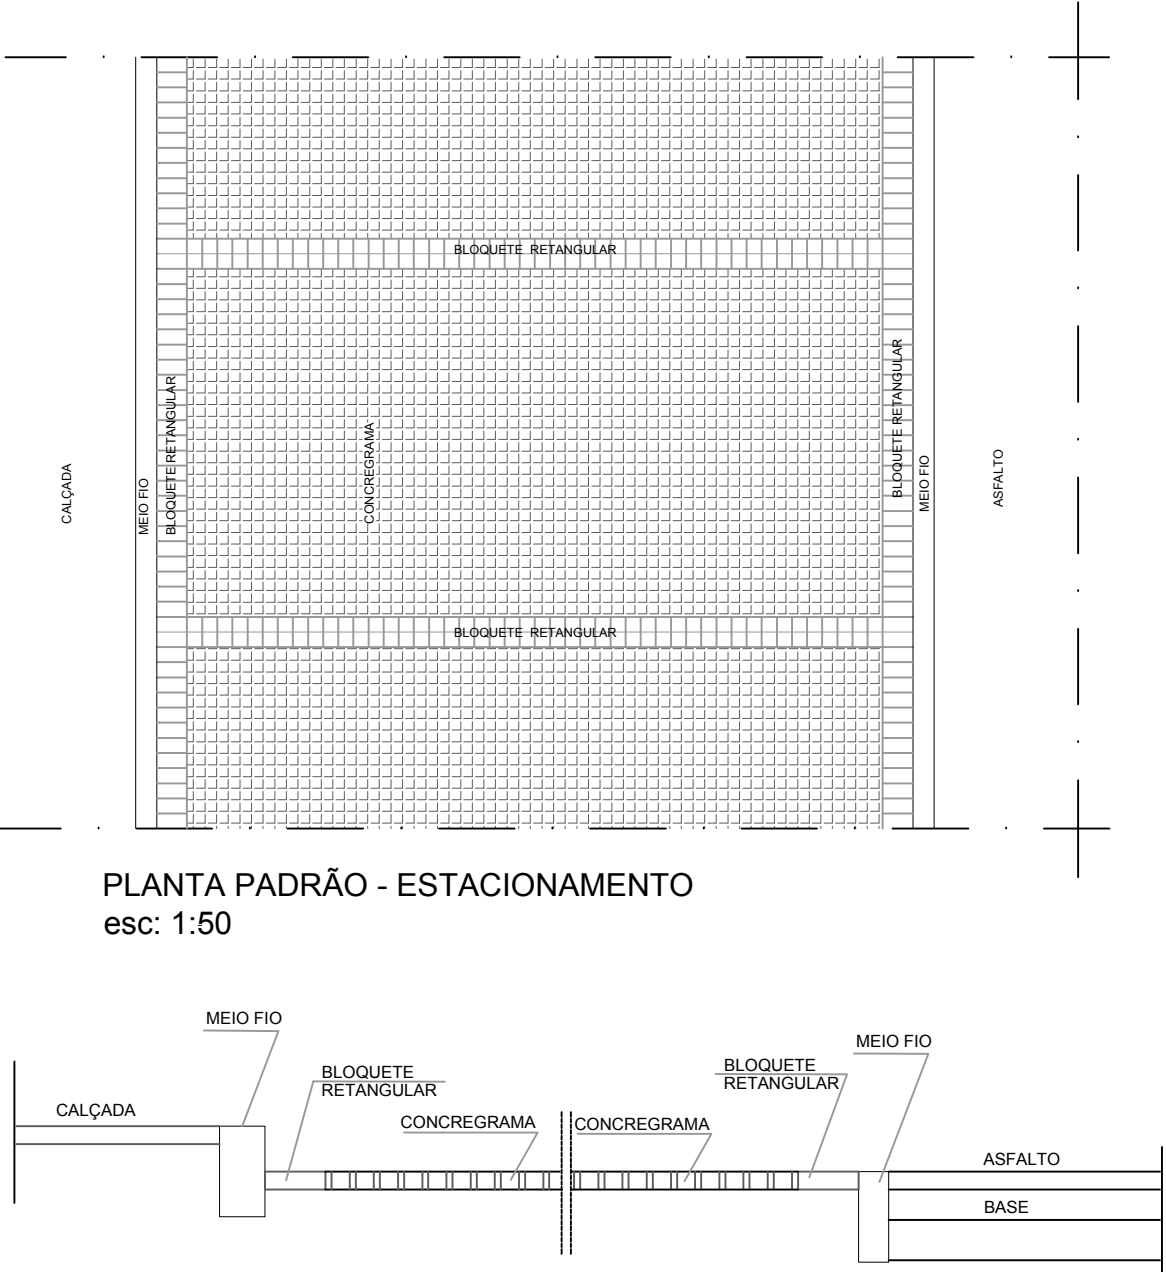 BLOQUETE RETANGULAR
CALÇADA
MEIO FIO
BLOQUETE RETANGULAR
CONCREGRAMA
BLOQUETE RETANGULAR
MEIO FIO
ASFALTO
BLOQUETE RETANGULAR
PLANTA PADRÃO - ESTACIONAMENTO
esc: 1:50
MEIO FIO
MEIO FIO
BLOQUETE
RETANGULAR
BLOQUETE
RETANGULAR
CALÇADA
CONCREGRAMA
CONCREGRAMA
ASFALTO
BASE